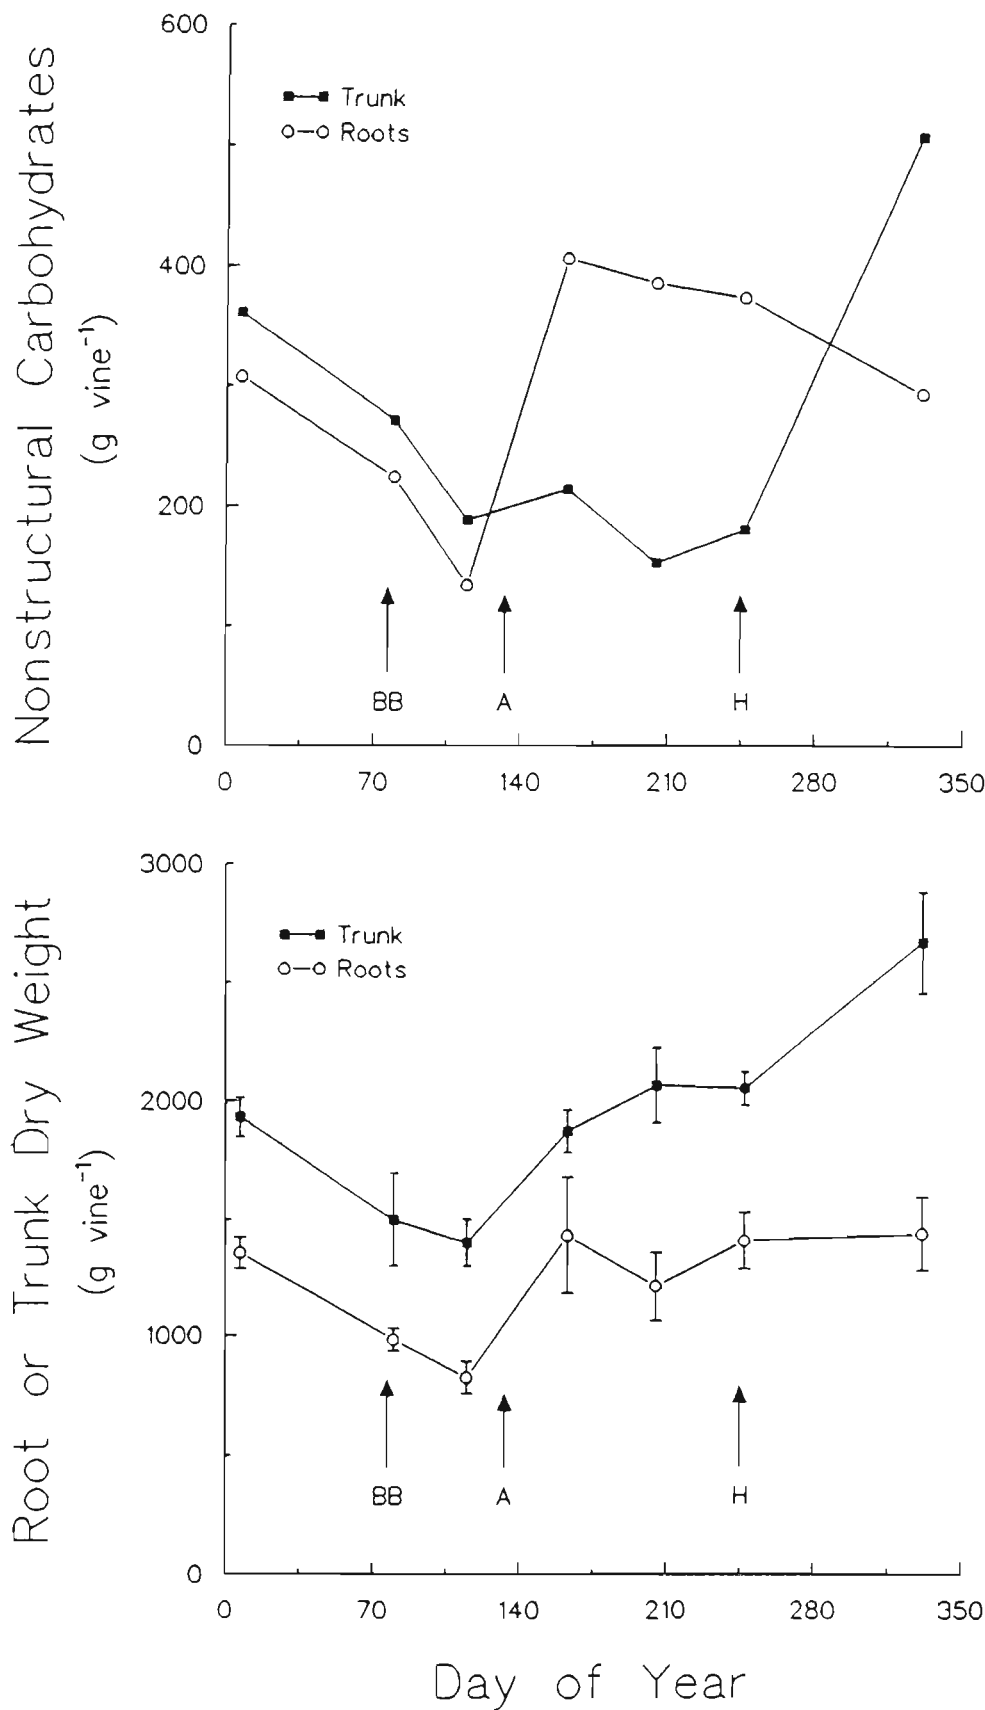 Nonstructural Carbohydrates
(g vine⁻¹)
600
400
200
0
Trunk
Roots
BB
A
H
0 70 140 210 280 350
Root or Trunk Dry Weight
(g vine⁻¹)
3000
2000
1000
0
Trunk
Roots
BB
A
H
0 70 140 210 280 350
Day of Year